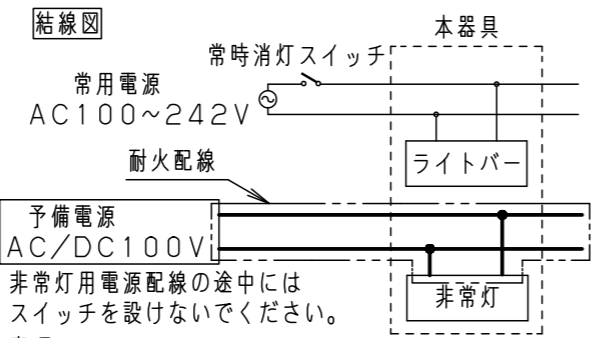 結線図
本器具
常時消灯スイッチ
常用電源
AC100~242V
ライトバー
耐火配線
予備電源
AC/DC100V
非常灯用電源配線の途中には
スイッチを設けないでください。
非常灯